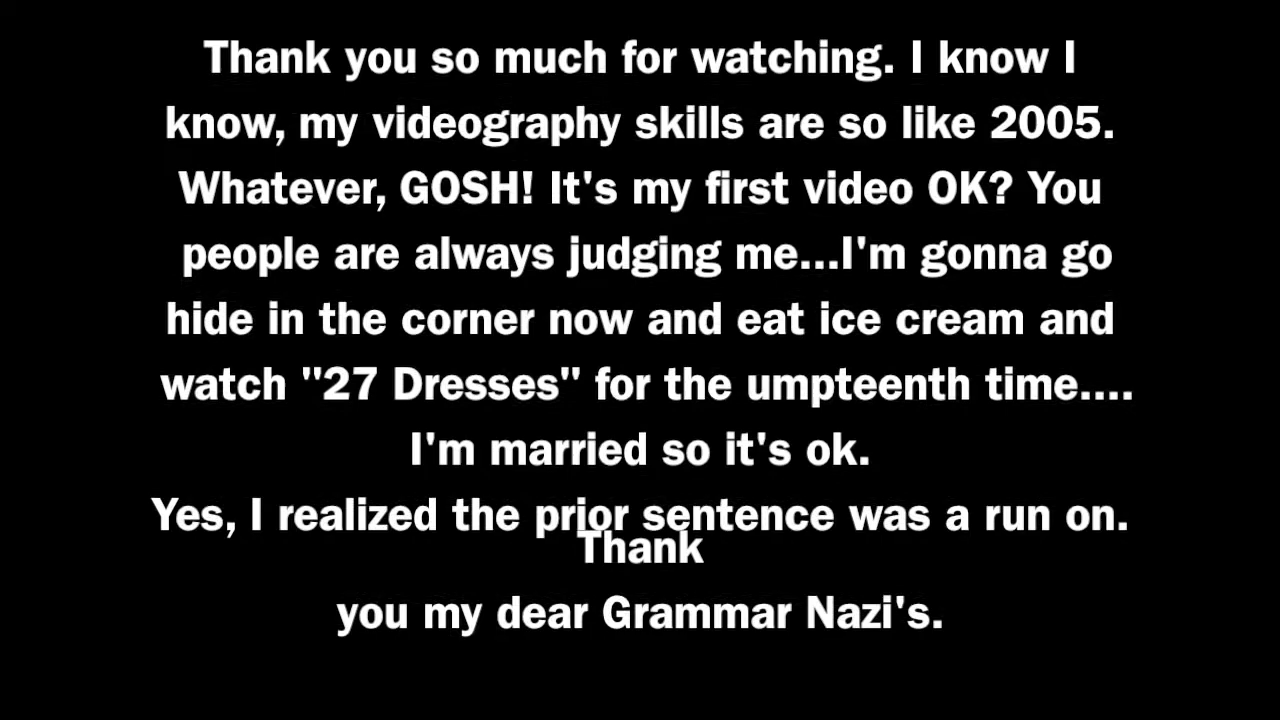 Thank you so much for watching. I know I
know, my videography skills are so like 2005.
Whatever, GOSH! It's my first video OK? You
people are always judging me...I'm gonna go
hide in the corner now and eat ice cream and
watch "27 Dresses" for the umpteenth time....
I'm married so it's ok.
Yes, I realized the prior sentence was a run on.
Thank
you my dear Grammar Nazi's.